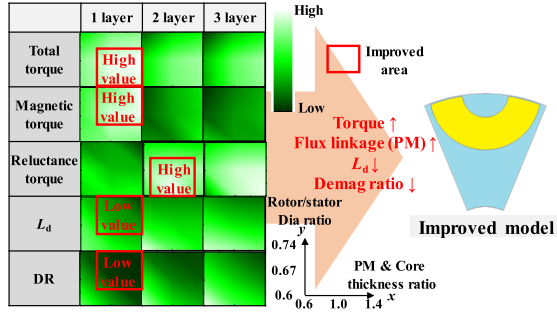 1 layer 2 layer 3 layer
Total
torque
High
value
Magnetic
torque
High
value
Reluctance
torque
High
value
Ld
Low
value
DR
Low
value
High
Low
Improved
area
Torque ↑
Flux linkage (PM) ↑
Ld ↓
Demag ratio ↓
Rotor/stator
Dia ratio
y
0.74
0.67
0.6
0.6 1.0 1.4
x
PM & Core
thickness ratio
Improved model